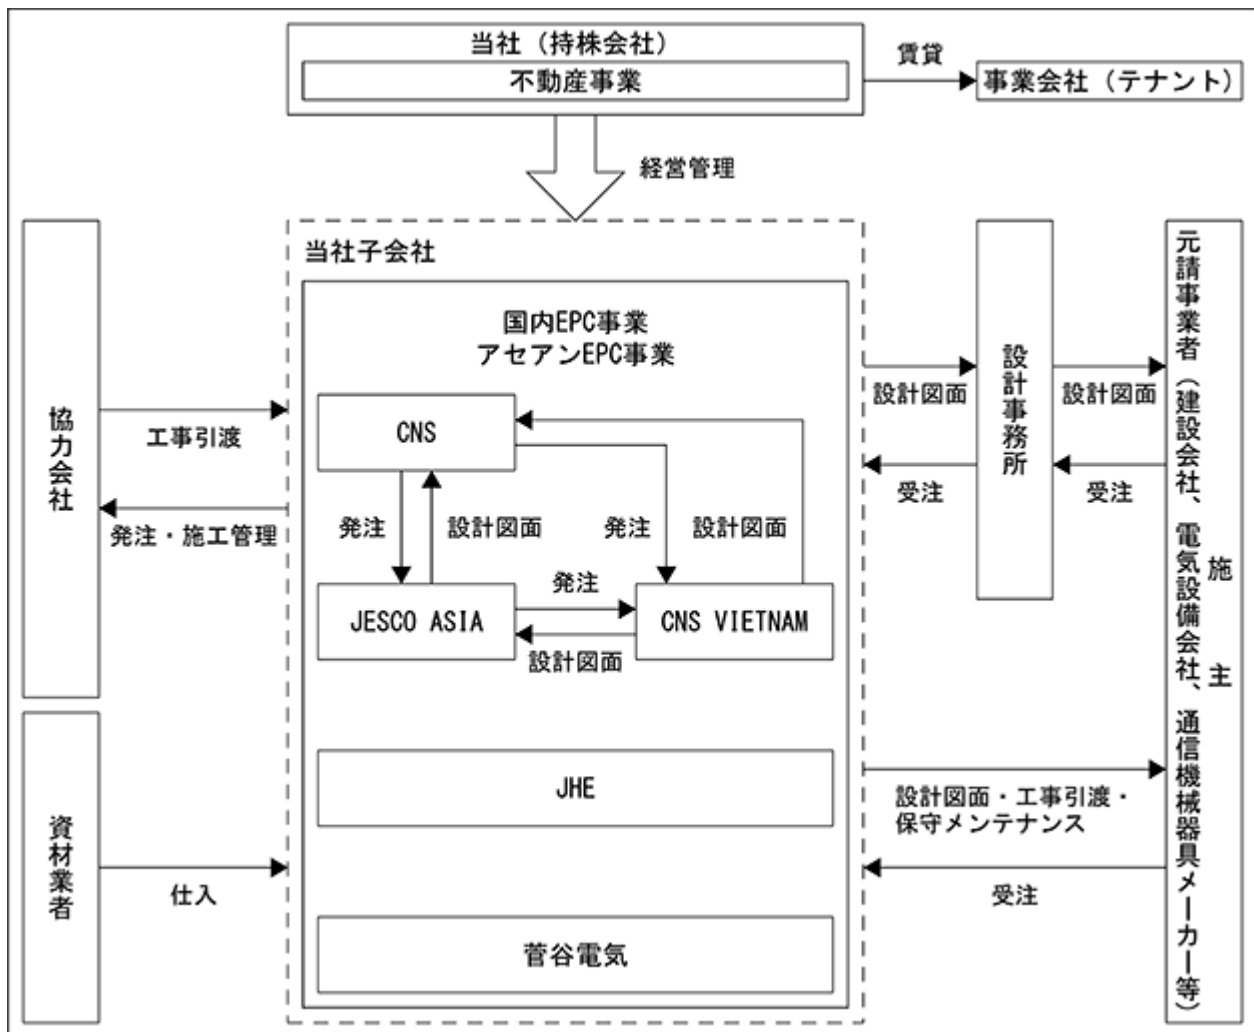 当社（持株会社）
不動産事業
賃貸
事業会社（テナント）
経営管理
当社子会社
国内EPC事業
アセアンEPC事業
協力会社
工事引渡
発注・施工管理
資材業者
仕入
CNS
発注
設計図面
発注
設計図面
JESCO ASIA
発注
設計図面
CNS VIETNAM
JHE
菅谷電気
設計図面
受注
設計事務所
設計図面
受注
設計図面・工事引渡・
保守メンテナンス
受注
元請事業者（建設会社、電気設備会社、通信機械器具メーカー等）
施主